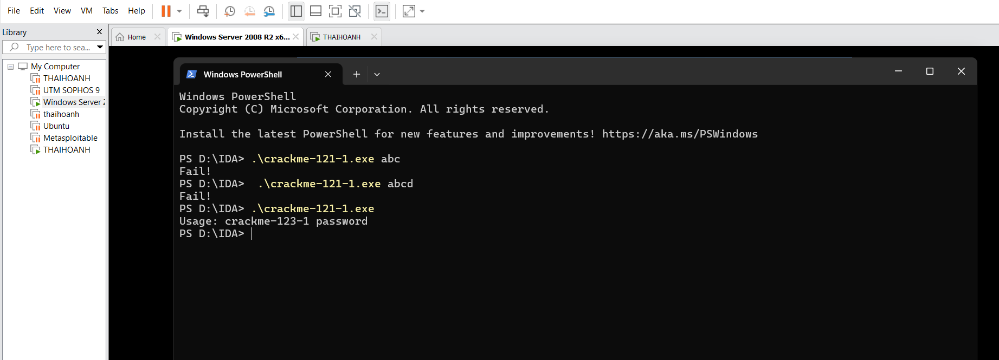 File Edit View VM Tabs Help
Library
Type here to sea...
My Computer
THAIHOANH
UTM SOPHOS 9
Windows Server 2
thaihoanh
Ubuntu
Metasploitable
THAIHOANH
Home
Windows Server 2008 R2 x6...
THAIHOANH
Windows PowerShell
Windows PowerShell
Copyright (C) Microsoft Corporation. All rights reserved.
Install the latest PowerShell for new features and improvements! https://aka.ms/PSWindows
PS D:\IDA> .\crackme-121-1.exe abc
Fail!
PS D:\IDA>  .\crackme-121-1.exe abcd
Fail!
PS D:\IDA> .\crackme-121-1.exe
Usage: crackme-123-1 password
PS D:\IDA>